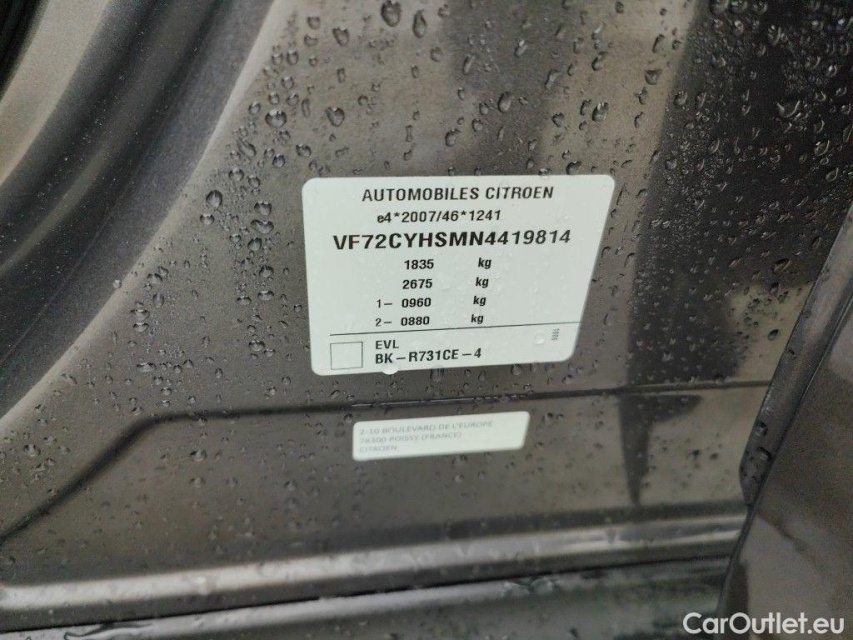 AUTOMOBILES CITROEN
e4*2007/46*1241
VF72CYHSMN4419814
1835 kg
2675 kg
1- 0960 kg
2- 0880 kg
EVL
BK-R731CE-4
2-10 BOULEVARD DE L'EUROPE
78300 POISSY (FRANCE)
CITROEN
CarOutlet.eu